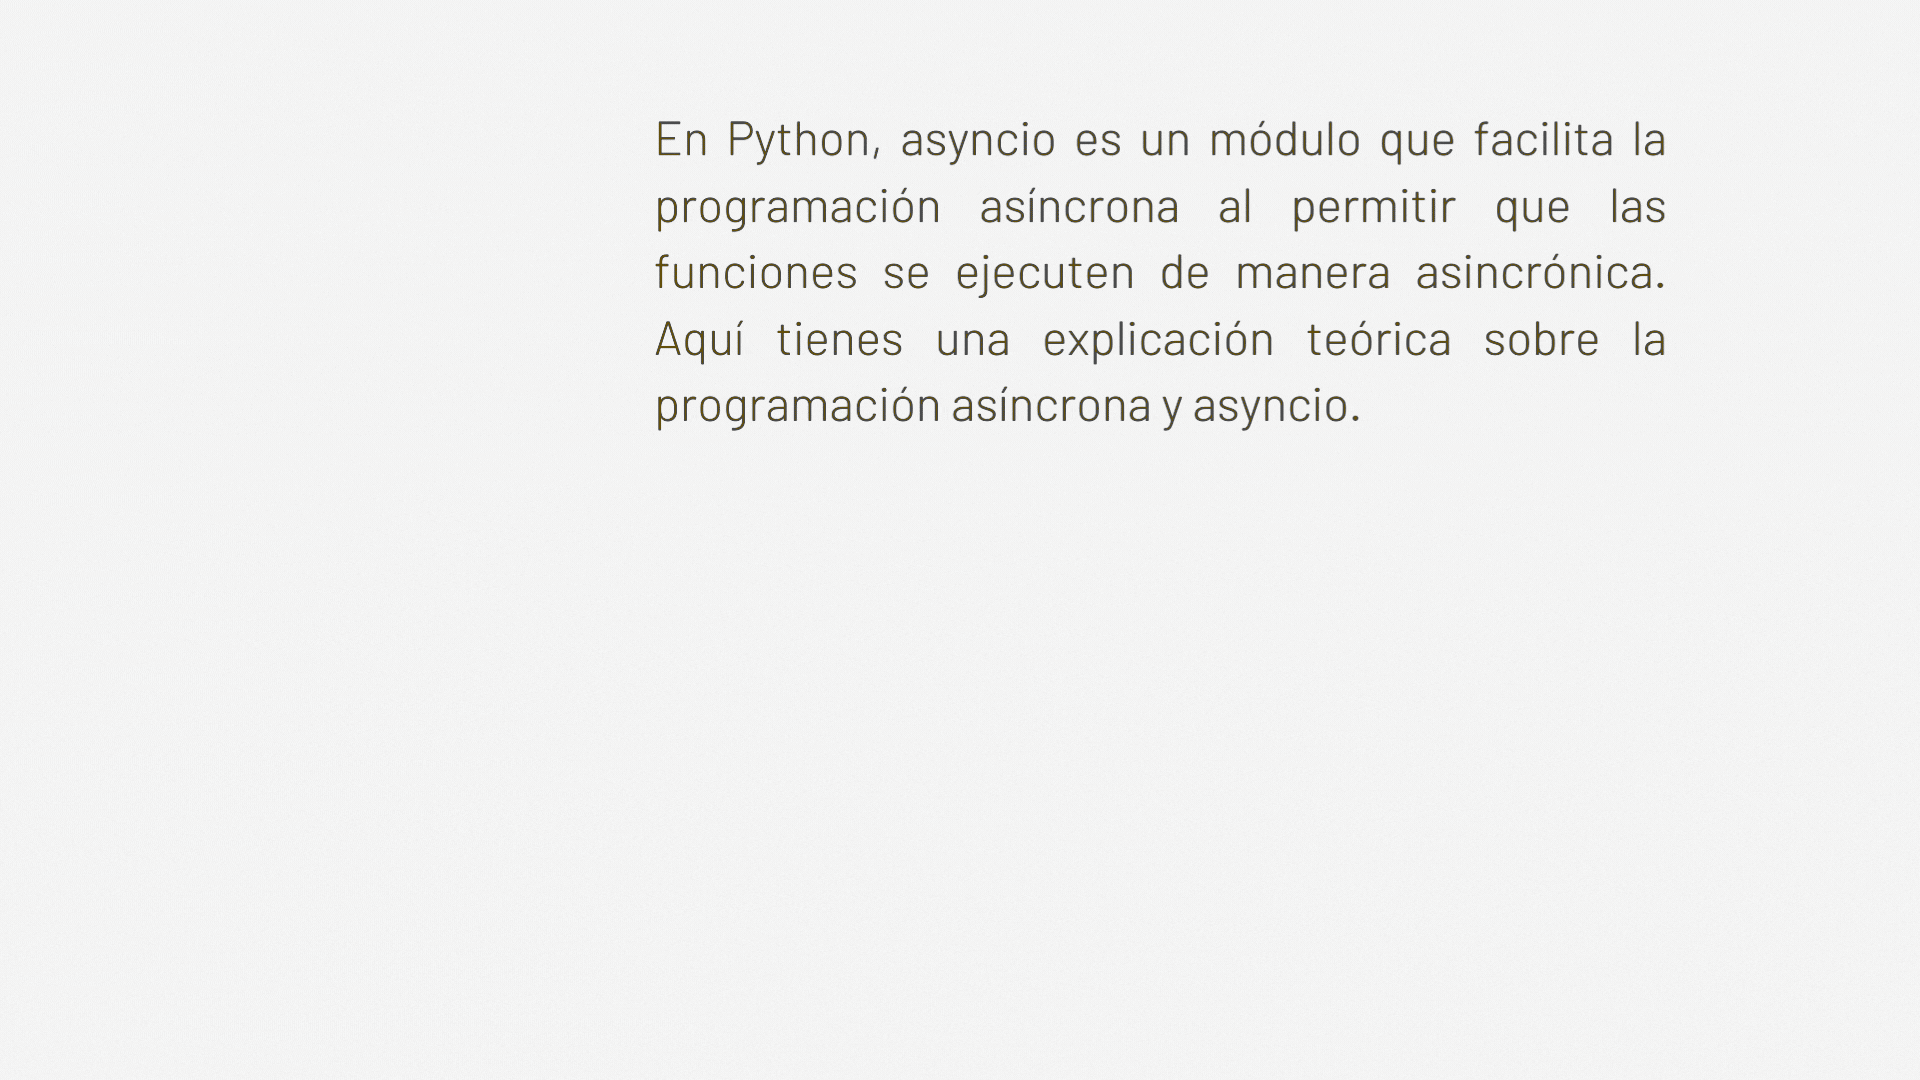 En Python, asyncio es un módulo que facilita la
programación asíncrona al permitir que las
funciones se ejecuten de manera asincrónica.
Aquí tienes una explicación teórica sobre la
programación asíncrona y asyncio.